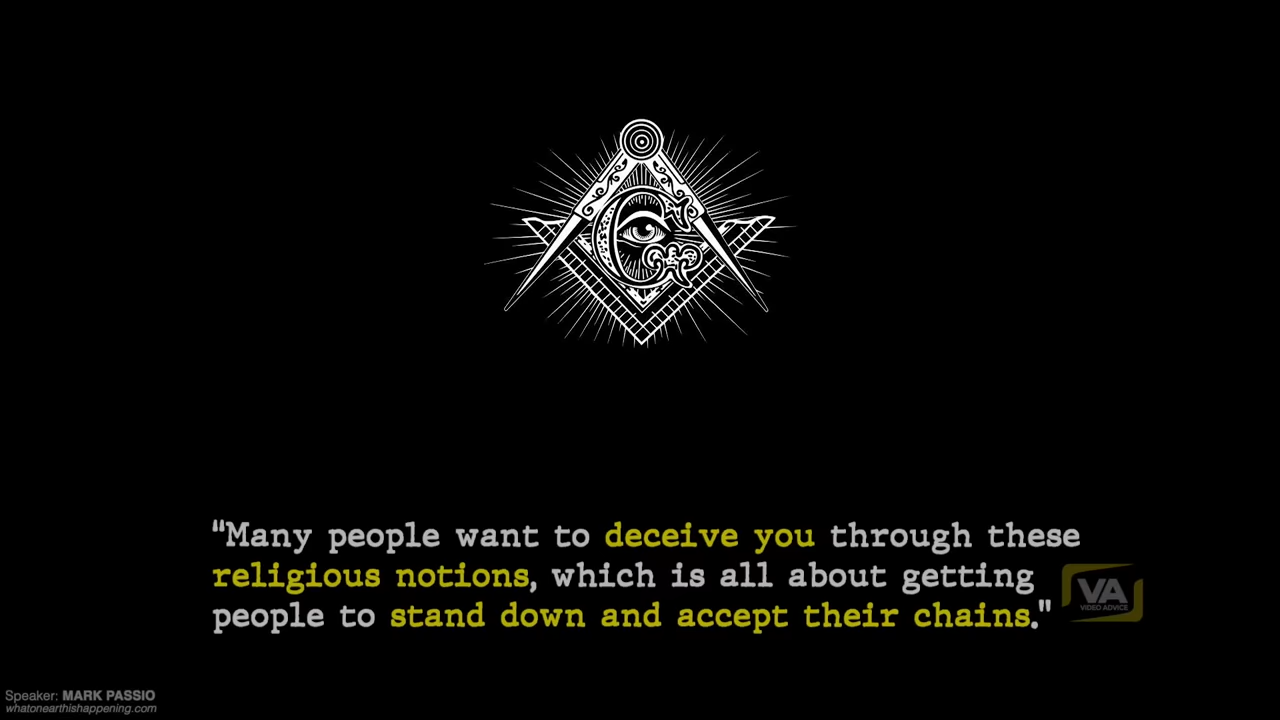 G
"Many people want to deceive you through these
religious notions, which is all about getting
people to stand down and accept their chains."
VA
VIDEO ADVICE
Speaker: MARK PASSIO
whatonearthishappening.com